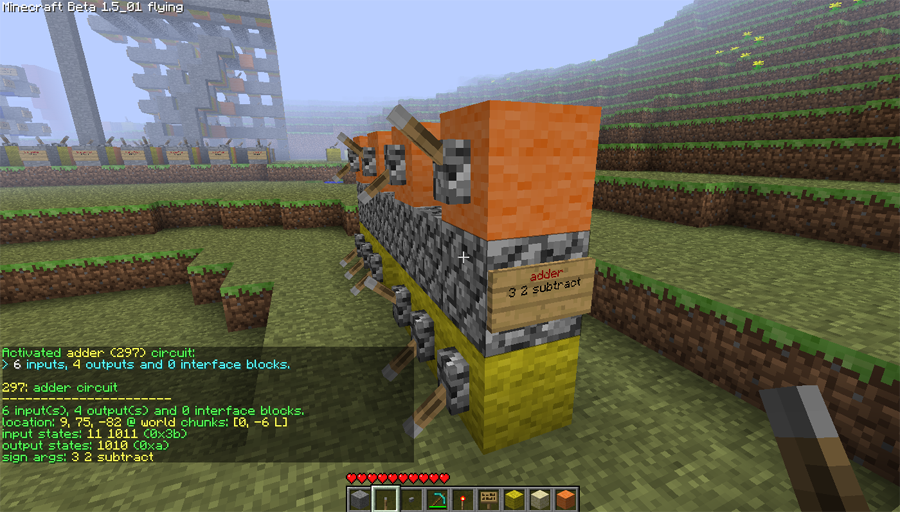 Minecraft Beta 1.5_01 flying
adder
3 2 subtract
Activated adder (297) circuit:
> 6 inputs, 4 outputs and 0 interface blocks.
297: adder circuit
----------------------
6 input(s), 4 output(s) and 0 interface blocks.
location: 9, 75, -82 @ world chunks: [0, -6 L]
input states: 11 1011 (0x3b)
output states: 1010 (0xa)
sign args: 3 2 subtract